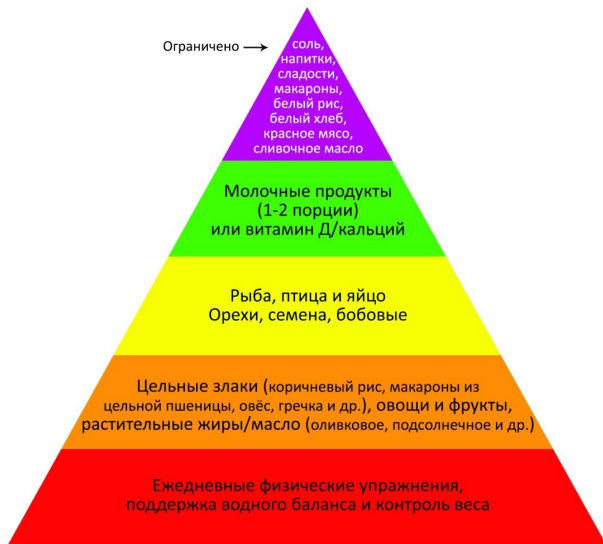 Ограничено
соль,
напитки,
сладости,
макароны,
белый рис,
белый хлеб,
красное мясо,
сливочное масло
Молочные продукты
(1-2 порции)
или витамин Д/кальций
Рыба, птица и яйцо
Орехи, семена, бобовые
Цельные злаки (коричневый рис, макароны из
цельной пшеницы, овёс, гречка и др.), овощи и фрукты,
растительные жиры/масло (оливковое, подсолнечное и др.)
Ежедневные физические упражнения,
поддержка водного баланса и контроль веса